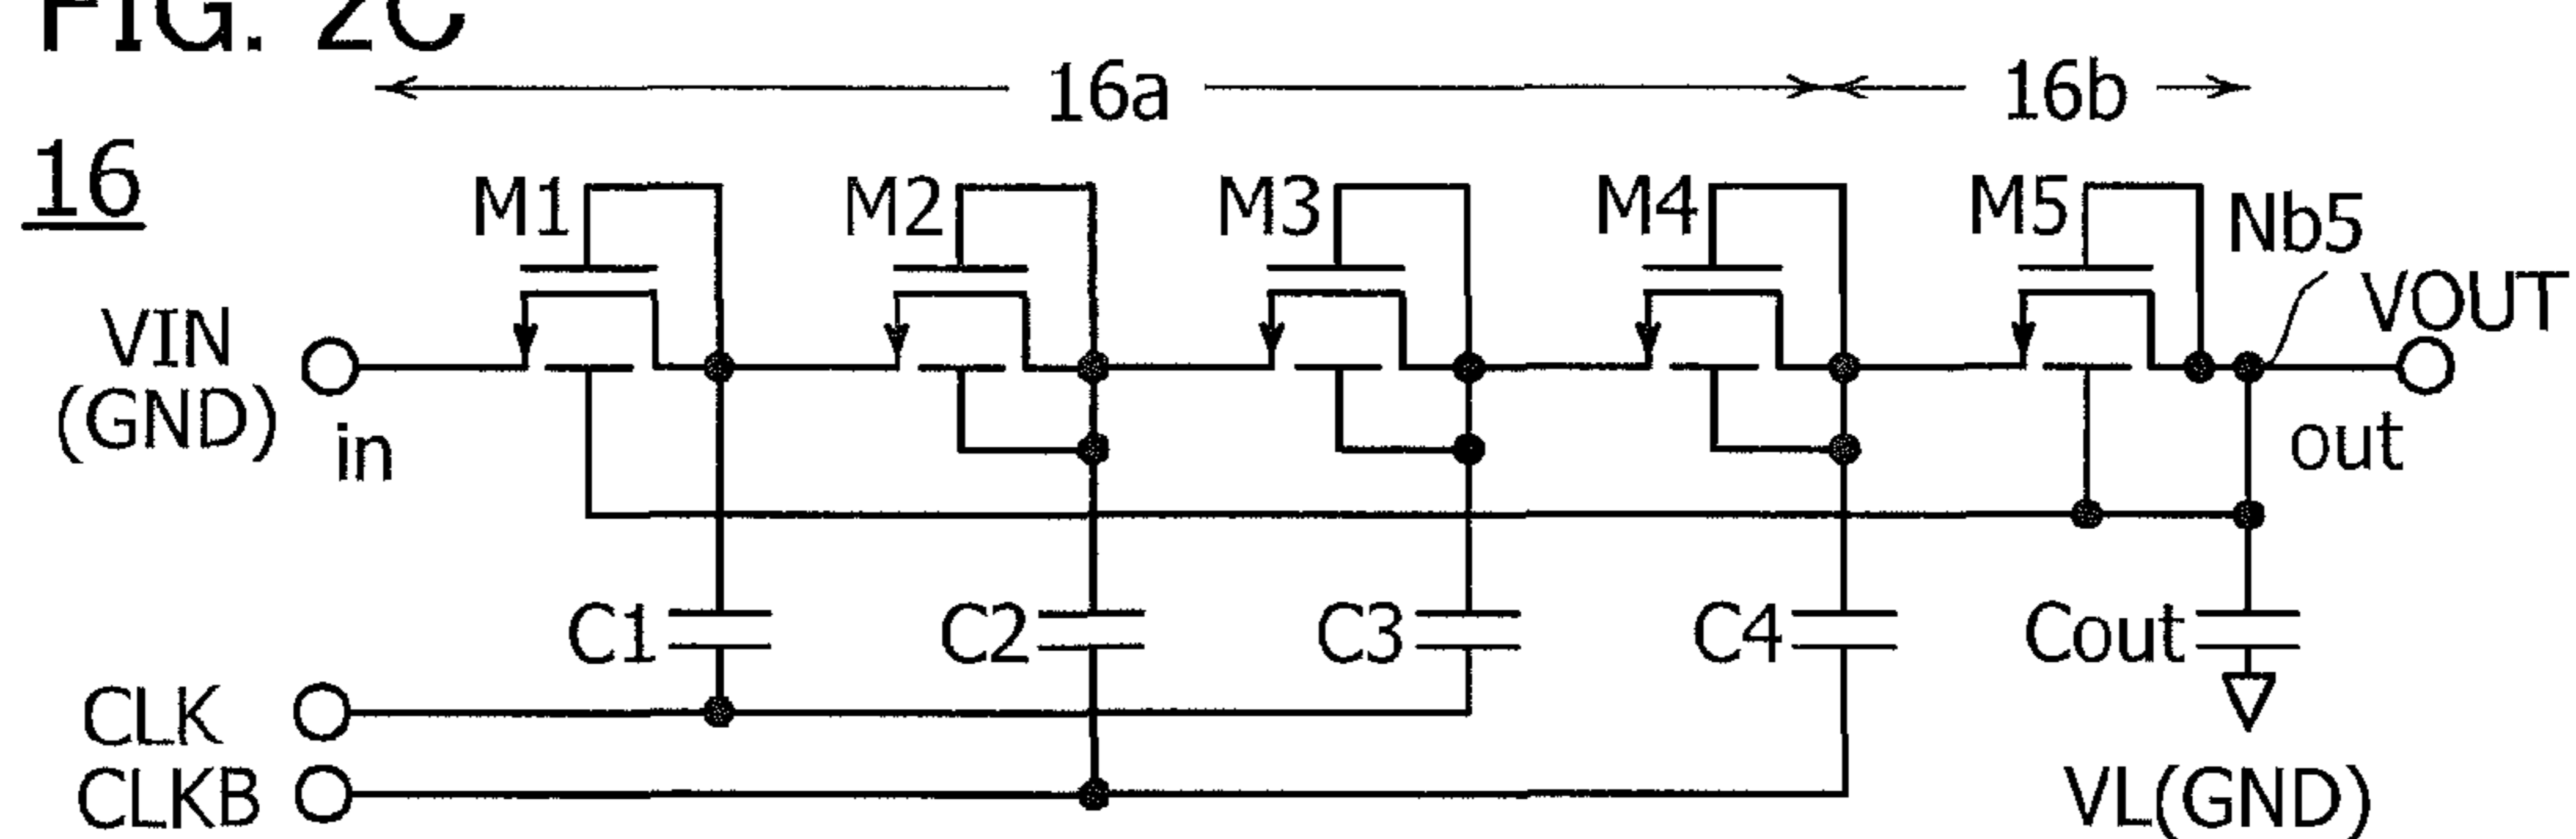 FIG. 2C
16a
16b
16
M1
M2
M3
M4
M5
Nb5
VIN
(GND)
in
VOUT
out
C1
C2
C3
C4
Cout
CLK
CLKB
VL(GND)